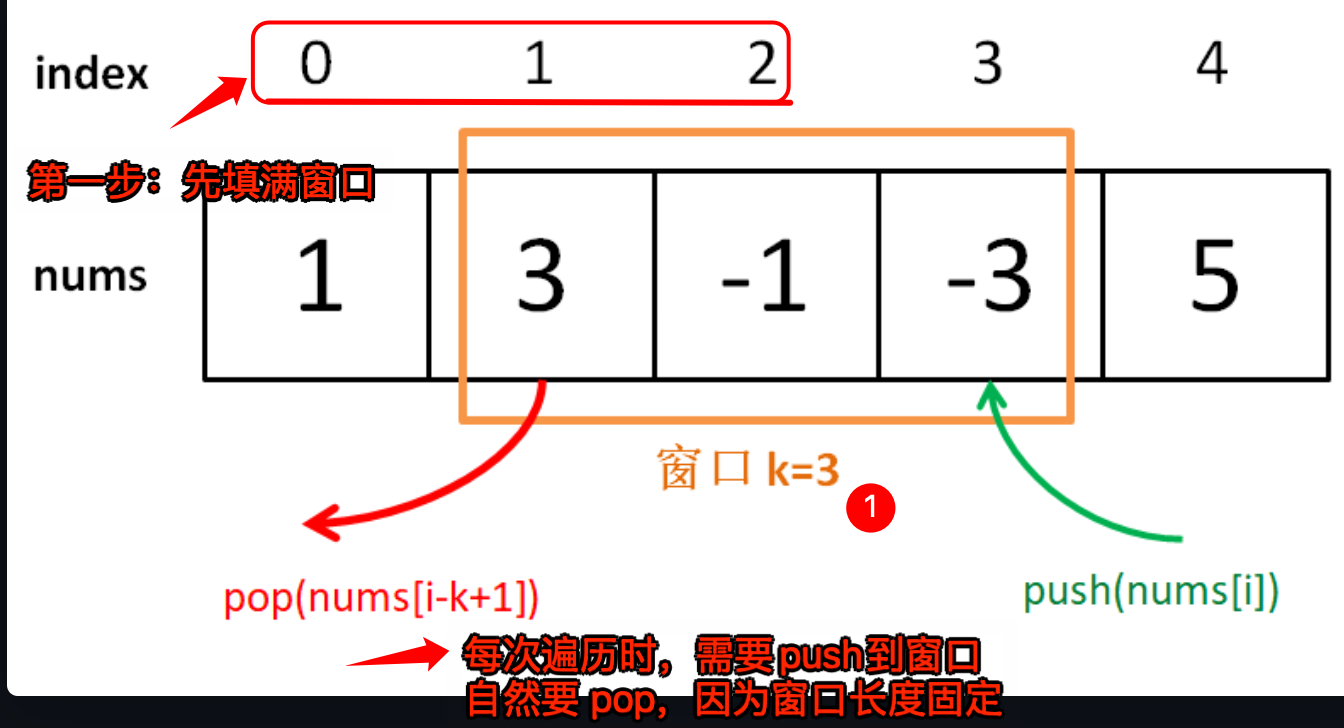 index 0 1 2 3 4
第一步：先填满窗口
nums 1 3 -1 -3 5
窗口 k=3
1
pop(nums[i-k+1])
push(nums[i])
每次遍历时，需要push到窗口
自然要 pop，因为窗口长度固定